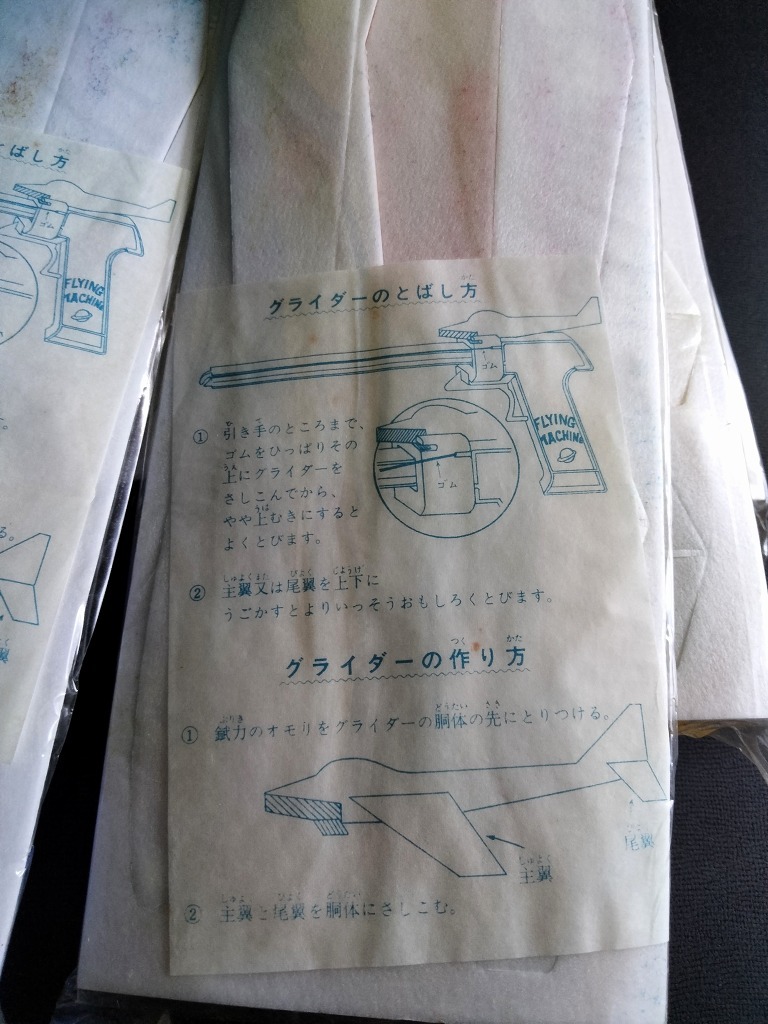 ばし方
ゴム
FLYING
MACHINE
グライダーのとばし方
ゴム
FLYING
MACHINE
ゴム
① 引き手のところまで、
ゴムをひっぱりその
上にグライダーを
さしこんでから、
やや上むきにすると
よくとびます。
② 主翼又は尾翼を上下に
うごかすとよりいっそうおもしろくとびます。
グライダーの作り方
① 錻力のオモリをグライダーの胴体の先にとりつける。
尾翼
主翼
② 主翼と尾翼を胴体にさしこむ。
る。
翼